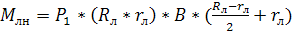 Mлн = P₁ * (Rл * rл) * B * ((Rл−rл)/2 + rл)